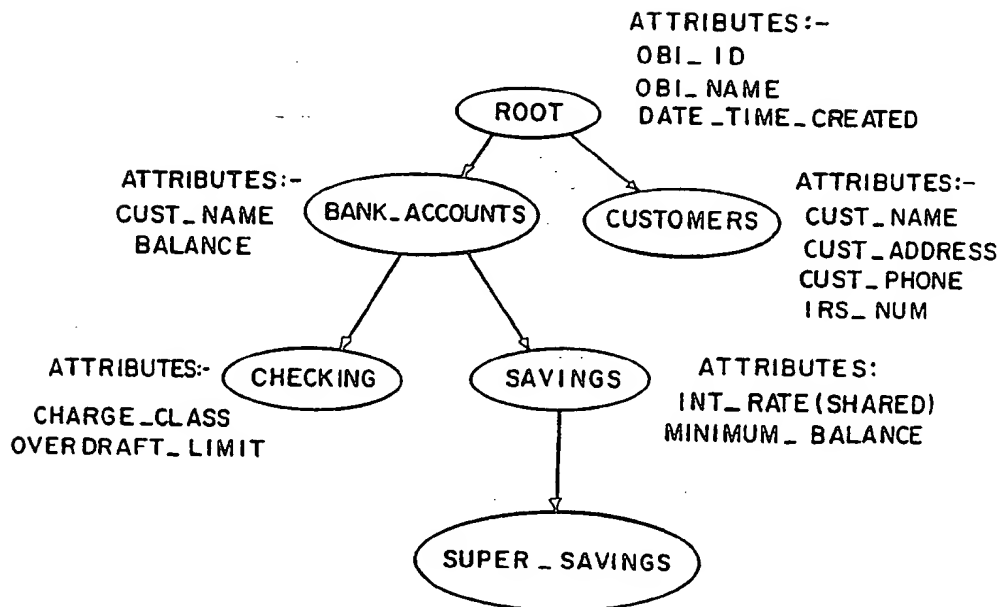 ATTRIBUTES:-
OBI_ID
OBI_NAME
DATE_TIME_CREATED
ROOT
ATTRIBUTES:-
CUST_NAME
BALANCE
BANK_ACCOUNTS
CUSTOMERS
ATTRIBUTES:-
CUST_NAME
CUST_ADDRESS
CUST_PHONE
IRS_NUM
ATTRIBUTES:-
CHARGE_CLASS
OVERDRAFT_LIMIT
CHECKING
SAVINGS
ATTRIBUTES:
INT_RATE(SHARED)
MINIMUM_BALANCE
SUPER_SAVINGS